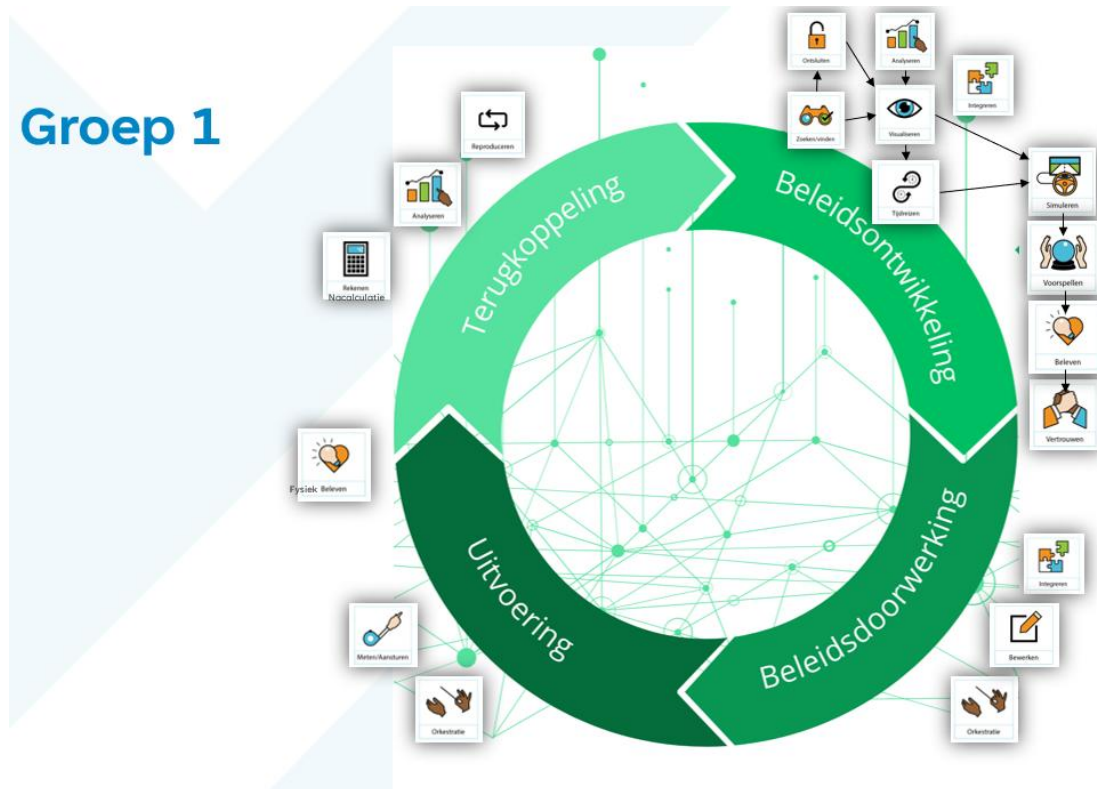 Groep 1
Ontsluiten
Analyseren
Integreren
Zoeken/vinden
Visualiseren
Tijdreizen
Simuleren
Voorspellen
Beleven
Vertrouwen
Reproduceren
Analyseren
Rekenen
Nacalculatie
Terugkoppeling
Beleidsontwikkeling
Fysiek Beleven
Uitvoering
Beleidsdoorwerking
Integreren
Bewerken
Orkestratie
Meten/Aansturen
Orkestratie